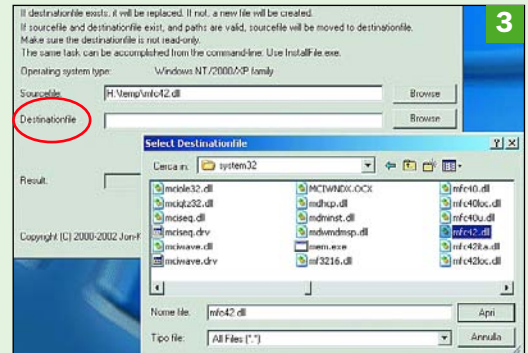 If destinationfile exists, it will be replaced. If not, a new file will be created.
If sourcefile and destinationfile exist, and paths are valid, sourcefile will be moved to destinationfile.
Make sure the destinationfile is not read-only.
The same task can be accomplished from the command-line: Use InstallFile.exe.
3
Operating system type: Windows NT/2000/XP family
Sourcefile: H:\temp\mfc42.dll Browse
Destinationfile Browse
Select Destinationfile
Cerca in: system32
mciole32.dll MCIWNDX.OCX mfc40.dll
mciqtz32.dll mdhcp.dll mfc40loc.dll
mciseq.dll mdminst.dll mfc40u.dll
mciseq.drv mdwmdmsp.dll mfc42.dll
mciwave.dll mem.exe mfc42ita.dll
mciwave.drv mf3216.dll mfc42loc.dll
Result:
Copyright (C) 2000-2002
Nome file: mfc42.dll Apri
Tipo file: All Files (*.*) Annulla